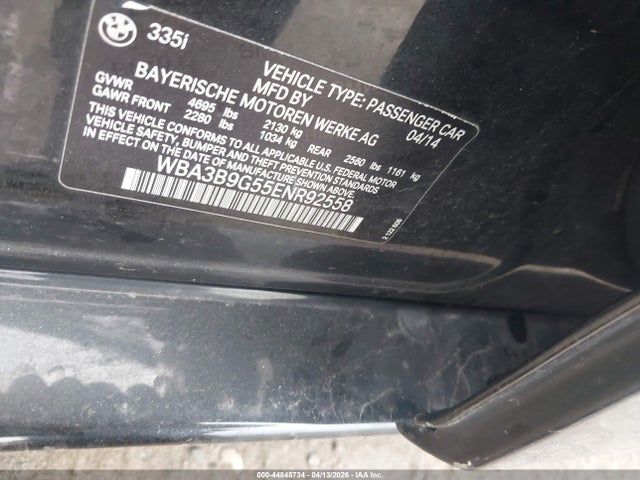 BMW 335i
VEHICLE TYPE: PASSENGER CAR
MFD BY 04/14
BAYERISCHE MOTOREN WERKE AG
GVWR 4695 lbs 2130 kg
GAWR FRONT 2280 lbs 1034 kg REAR 2560 lbs 1161 kg
THIS VEHICLE CONFORMS TO ALL APPLICABLE U.S. FEDERAL MOTOR
VEHICLE SAFETY, BUMPER AND THEFT PREVENTION STANDARDS
IN EFFECT ON THE DATE OF MANUFACTURE SHOWN ABOVE.
WBA3B9G55ENR92558
000-44848734 | 04/13/2026 | IAA Inc.